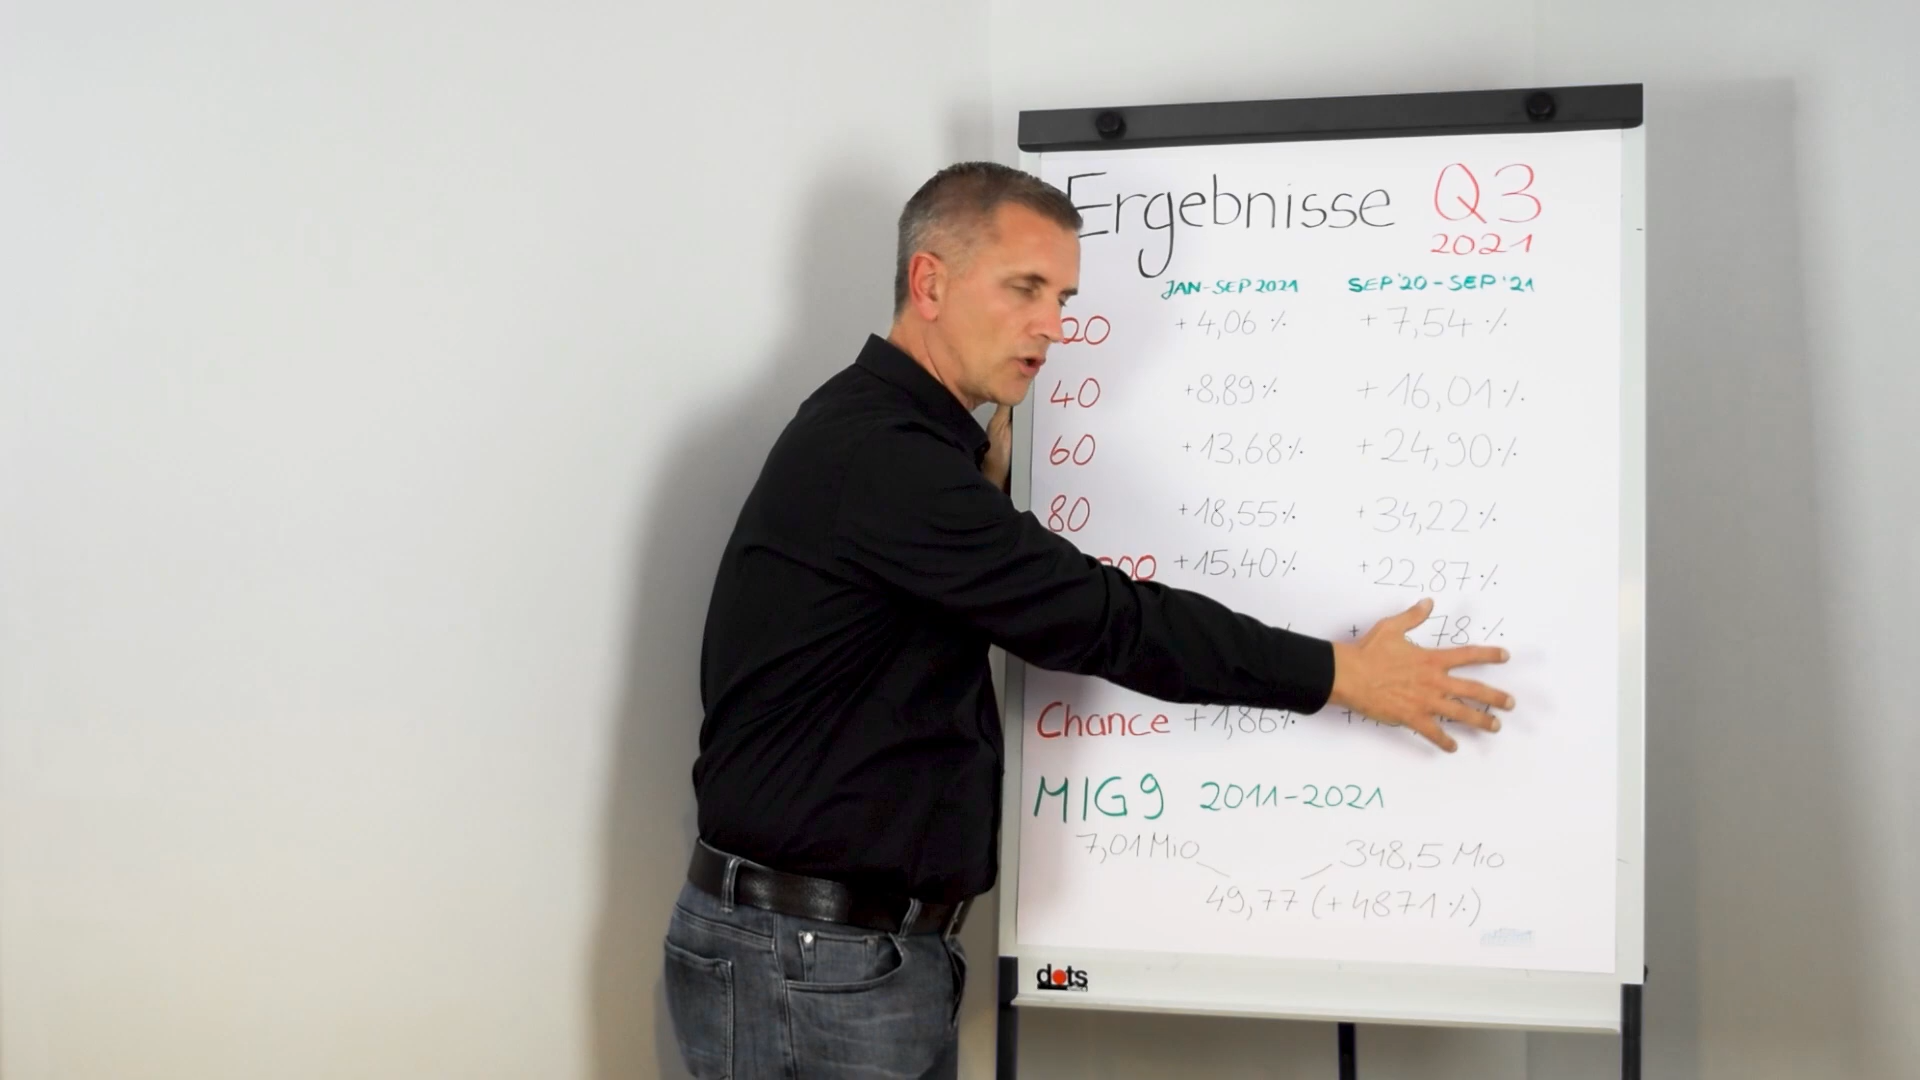 Ergebnisse Q3
2021
JAN-SEP 2021 SEP '20 - SEP '21
20 + 4,06 % + 7,54 %
40 +8,89 % + 16,01 %
60 + 13,68 % + 24,90 %
80 + 18,55 % + 34,22 %
00 + 15,40 % + 22,87 %
+ 78 %
Chance + 1,86 % +
MIG 9 2011-2021
7,01 Mio 348,5 Mio
49,77 (+ 4871 %)
dots